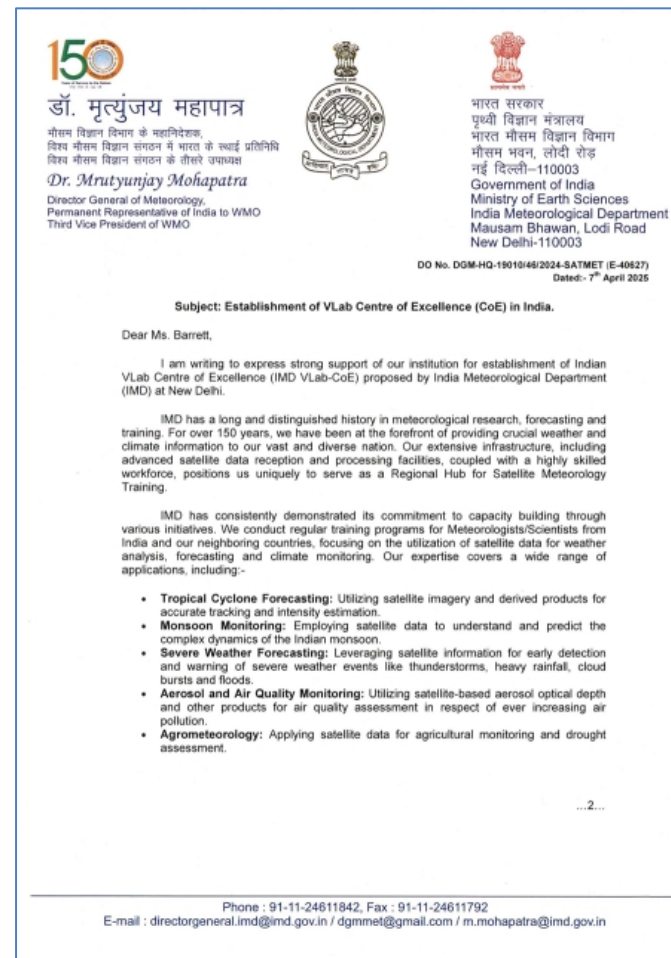 150
डॉ. मृत्युंजय महापात्र
मौसम विज्ञान विभाग के महानिदेशक,
विश्व मौसम विज्ञान संगठन में भारत के स्थाई प्रतिनिधि
विश्व मौसम विज्ञान संगठन के तीसरे उपाध्यक्ष
Dr. Mrutyunjay Mohapatra
Director General of Meteorology,
Permanent Representative of India to WMO
Third Vice President of WMO
भारत सरकार
पृथ्वी विज्ञान मंत्रालय
भारत मौसम विज्ञान विभाग
मौसम भवन, लोदी रोड़
नई दिल्ली–110003
Government of India
Ministry of Earth Sciences
India Meteorological Department
Mausam Bhawan, Lodi Road
New Delhi-110003
DO No. DGM-HQ-19010/46/2024-SATMET (E-40627)
Dated:- 7th April 2025
Subject: Establishment of VLab Centre of Excellence (CoE) in India.
Dear Ms. Barrett,
I am writing to express strong support of our institution for establishment of Indian
VLab Centre of Excellence (IMD VLab-CoE) proposed by India Meteorological Department
(IMD) at New Delhi.
IMD has a long and distinguished history in meteorological research, forecasting and
training. For over 150 years, we have been at the forefront of providing crucial weather and
climate information to our vast and diverse nation. Our extensive infrastructure, including
advanced satellite data reception and processing facilities, coupled with a highly skilled
workforce, positions us uniquely to serve as a Regional Hub for Satellite Meteorology
Training.
IMD has consistently demonstrated its commitment to capacity building through
various initiatives. We conduct regular training programs for Meteorologists/Scientists from
India and our neighboring countries, focusing on the utilization of satellite data for weather
analysis, forecasting and climate monitoring. Our expertise covers a wide range of
applications, including:-
• Tropical Cyclone Forecasting: Utilizing satellite imagery and derived products for
accurate tracking and intensity estimation.
• Monsoon Monitoring: Employing satellite data to understand and predict the
complex dynamics of the Indian monsoon.
• Severe Weather Forecasting: Leveraging satellite information for early detection
and warning of severe weather events like thunderstorms, heavy rainfall, cloud
bursts and floods.
• Aerosol and Air Quality Monitoring: Utilizing satellite-based aerosol optical depth
and other products for air quality assessment in respect of ever increasing air
pollution.
• Agrometeorology: Applying satellite data for agricultural monitoring and drought
assessment.
...2...
Phone : 91-11-24611842, Fax : 91-11-24611792
E-mail : directorgeneral.imd@imd.gov.in / dgmmet@gmail.com / m.mohapatra@imd.gov.in